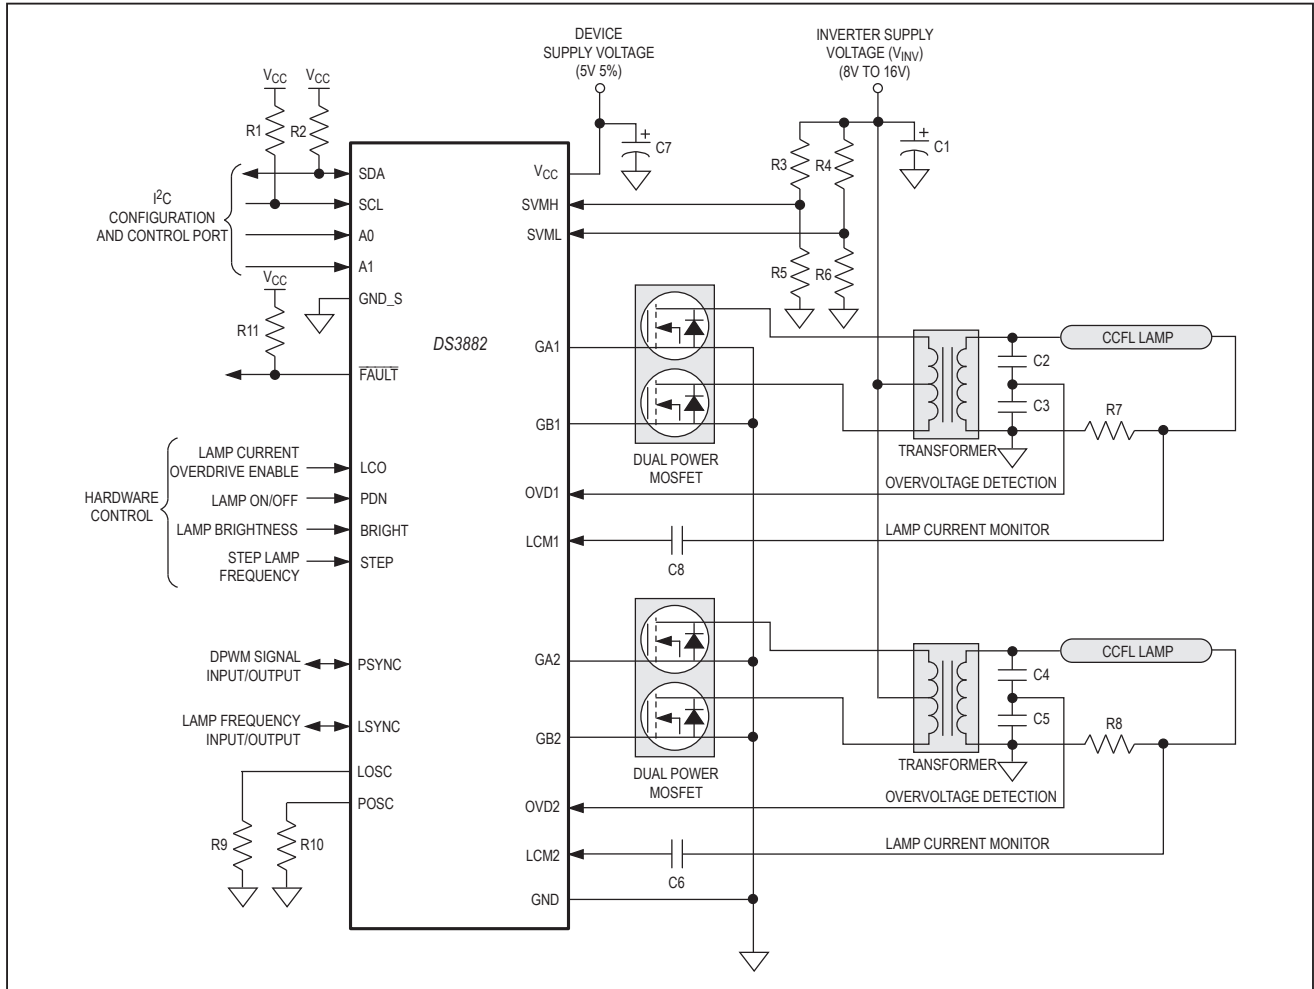 DEVICE
SUPPLY VOLTAGE
(5V 5%)
INVERTER SUPPLY
VOLTAGE (VINV)
(8V TO 16V)
VCC
VCC
R1
R2
+
C7
R3
R4
+
C1
SDA
VCC
I2C
CONFIGURATION
AND CONTROL PORT
SCL
SVMH
A0
SVML
A1
R5
R6
VCC
GND_S
R11
DS3882
GA1
FAULT
CCFL LAMP
C2
C3
R7
GB1
TRANSFORMER
DUAL POWER
MOSFET
HARDWARE
CONTROL
LAMP CURRENT
OVERDRIVE ENABLE
LCO
OVERVOLTAGE DETECTION
OVD1
LAMP ON/OFF
PDN
LAMP BRIGHTNESS
BRIGHT
LAMP CURRENT MONITOR
LCM1
C8
STEP LAMP
FREQUENCY
STEP
DPWM SIGNAL
INPUT/OUTPUT
PSYNC
GA2
CCFL LAMP
C4
C5
R8
LAMP FREQUENCY
INPUT/OUTPUT
LSYNC
GB2
TRANSFORMER
DUAL POWER
MOSFET
LOSC
POSC
OVERVOLTAGE DETECTION
OVD2
R9
R10
LAMP CURRENT MONITOR
LCM2
C6
GND